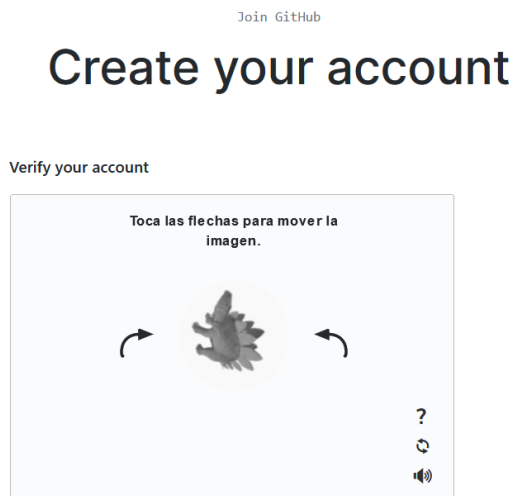 Join GitHub
Create your account
Verify your account
Toca las flechas para mover la
imagen.
?